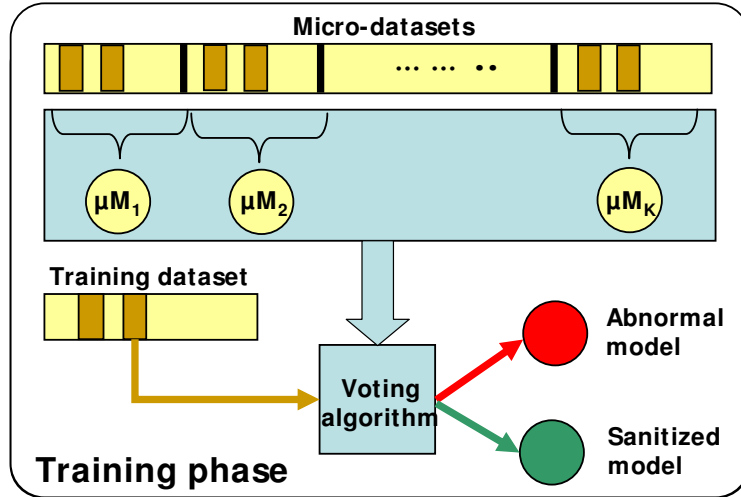 Micro-datasets
... ... ..
μM1
μM2
μMK
Training dataset
Voting
algorithm
Abnormal
model
Sanitized
model
Training phase